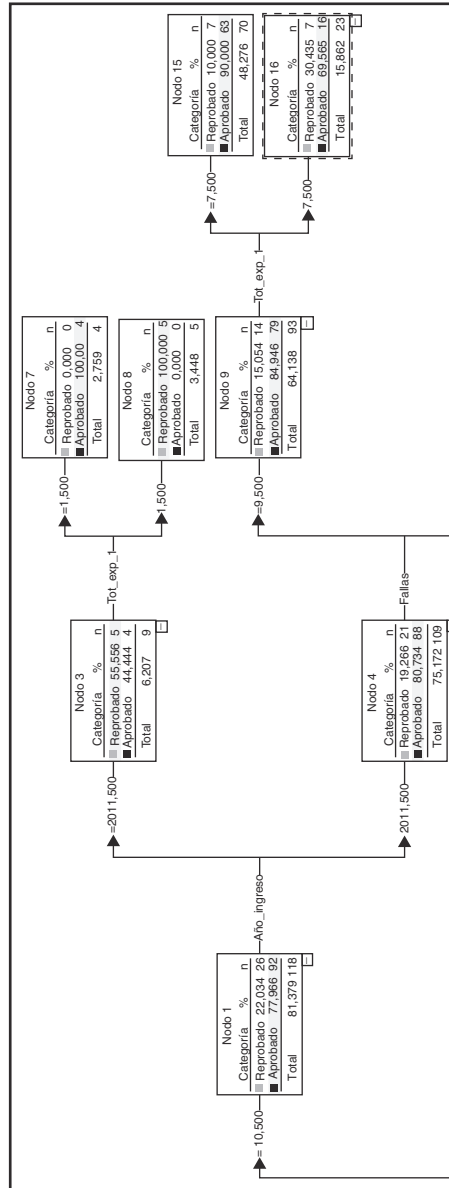 = 10,500
Nodo 1
Categoría % n
Reprobado 22,034 26
Aprobado 77,966 92
Total 81,379 118
–
Año_ingreso
=2011,500
Nodo 3
Categoría % n
Reprobado 55,556 5
Aprobado 44,444 4
Total 6,207 9
–
Tot_exp_1
=1,500
Nodo 7
Categoría % n
Reprobado 0,000 0
Aprobado 100,00 4
Total 2,759 4
1,500
Nodo 8
Categoría % n
Reprobado 100,000 5
Aprobado 0,000 0
Total 3,448 5
2011,500
Nodo 4
Categoría % n
Reprobado 19,266 21
Aprobado 80,734 88
Total 75,172 109
–
Fallas
=9,500
Nodo 9
Categoría % n
Reprobado 15,054 14
Aprobado 84,946 79
Total 64,138 93
–
Tot_exp_1
=7,500
Nodo 15
Categoría % n
Reprobado 10,000 7
Aprobado 90,000 63
Total 48,276 70
7,500
Nodo 16
Categoría % n
Reprobado 30,435 7
Aprobado 69,565 16
Total 15,862 23
–